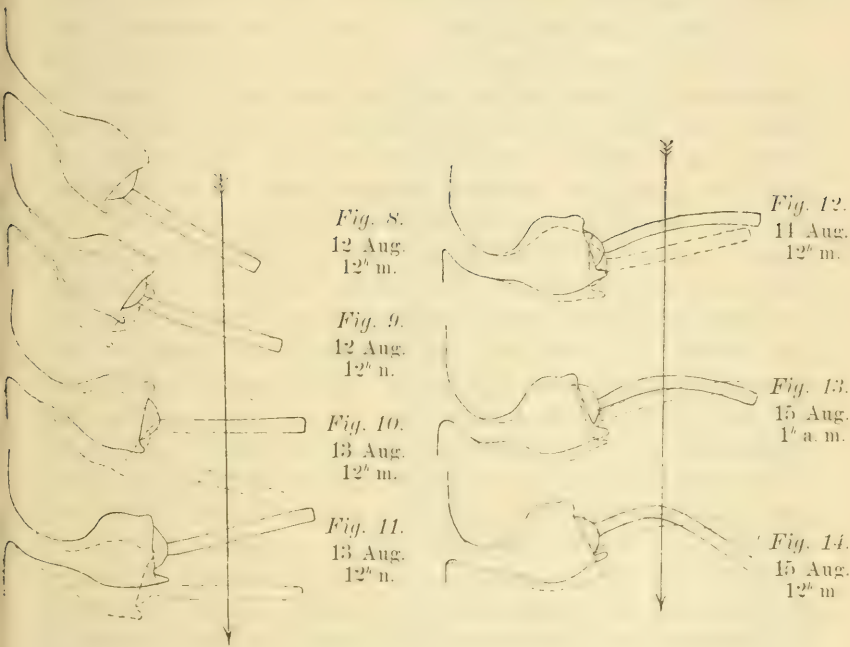 Fig. 8.
12 Aug.
12ʰ m.
Fig. 9.
12 Aug.
12ʰ n.
Fig. 10.
13 Aug.
12ʰ m.
Fig. 11.
13 Aug.
12ʰ n.
Fig. 12.
14 Aug.
12ʰ m.
Fig. 13.
15 Aug.
1ʰ a. m.
Fig. 14.
15 Aug.
12ʰ m